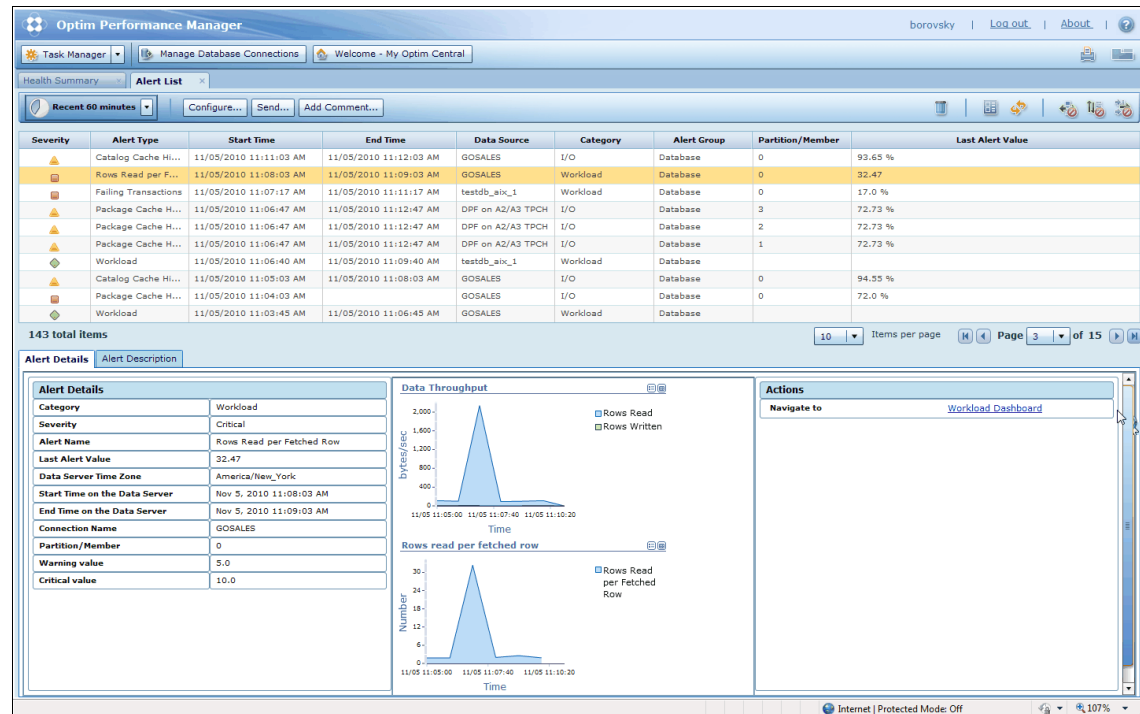 Optim Performance Manager
borovsky | Log out | About |
Task Manager Manage Database Connections Welcome - My Optim Central
Health Summary × Alert List ×
Recent 60 minutes Configure... Send... Add Comment...
Severity Alert Type Start Time End Time Data Source Category Alert Group Partition/Member Last Alert Value
Catalog Cache Hi... 11/05/2010 11:11:03 AM 11/05/2010 11:12:03 AM GOSALES I/O Database 0 93.65 %
Rows Read per F... 11/05/2010 11:08:03 AM 11/05/2010 11:09:03 AM GOSALES Workload Database 0 32.47
Failing Transactions 11/05/2010 11:07:17 AM 11/05/2010 11:11:17 AM testdb_aix_1 Workload Database 0 17.0 %
Package Cache H... 11/05/2010 11:06:47 AM 11/05/2010 11:12:47 AM DPF on A2/A3 TPCH I/O Database 3 72.73 %
Package Cache H... 11/05/2010 11:06:47 AM 11/05/2010 11:12:47 AM DPF on A2/A3 TPCH I/O Database 2 72.73 %
Package Cache H... 11/05/2010 11:06:47 AM 11/05/2010 11:12:47 AM DPF on A2/A3 TPCH I/O Database 1 72.73 %
Workload 11/05/2010 11:06:40 AM 11/05/2010 11:09:40 AM testdb_aix_1 Workload Database
Catalog Cache Hi... 11/05/2010 11:05:03 AM 11/05/2010 11:08:03 AM GOSALES I/O Database 0 94.55 %
Package Cache H... 11/05/2010 11:04:03 AM GOSALES I/O Database 0 72.0 %
Workload 11/05/2010 11:03:45 AM 11/05/2010 11:06:45 AM GOSALES Workload Database
143 total items 10 Items per page Page 3 of 15
Alert Details Alert Description
Alert Details
Category Workload
Severity Critical
Alert Name Rows Read per Fetched Row
Last Alert Value 32.47
Data Server Time Zone America/New_York
Start Time on the Data Server Nov 5, 2010 11:08:03 AM
End Time on the Data Server Nov 5, 2010 11:09:03 AM
Connection Name GOSALES
Partition/Member 0
Warning value 5.0
Critical value 10.0
Data Throughput
bytes/sec
2,000
1,600
1,200
800
400
0
11/05 11:05:00 11/05 11:07:40 11/05 11:10:20
Time
Rows Read
Rows Written
Rows read per fetched row
Number
30
24
18
12
6
0
11/05 11:05:00 11/05 11:07:40 11/05 11:10:20
Time
Rows Read
per Fetched
Row
Actions
Navigate to Workload Dashboard
Internet | Protected Mode: Off 107%